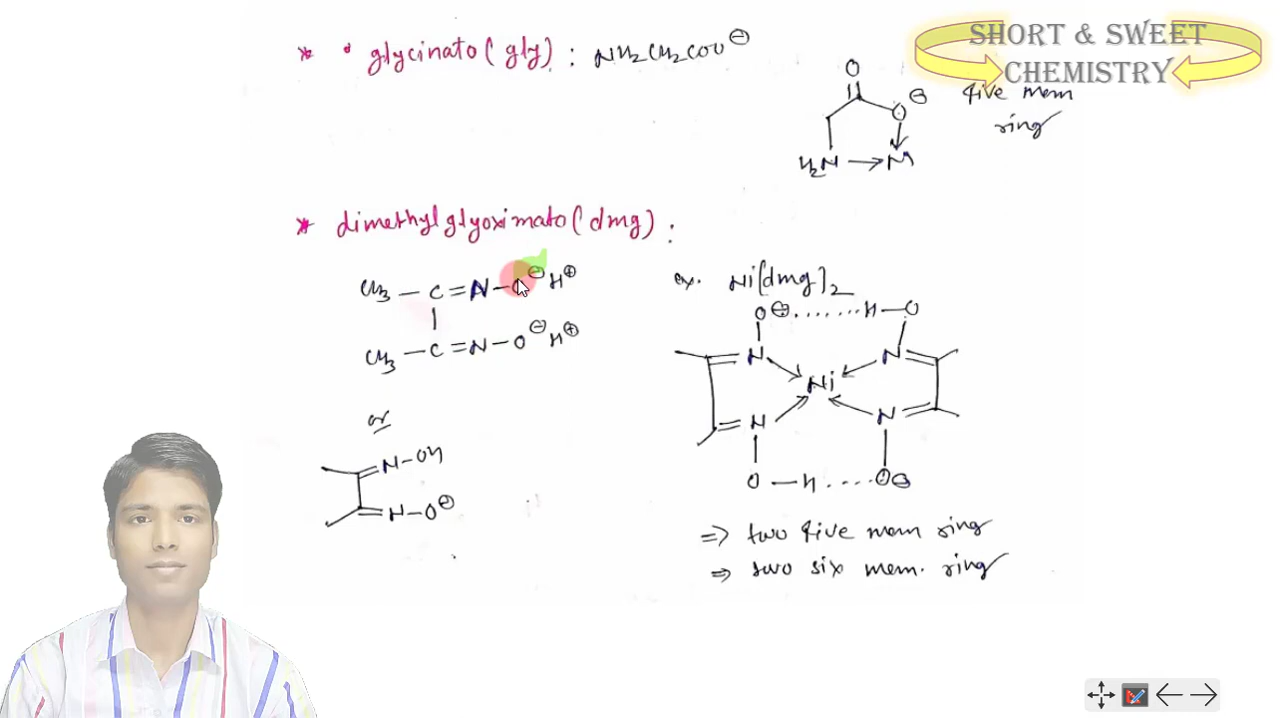 SHORT & SWEET
CHEMISTRY
* • glycinato (gly) : NH2CH2COO⊖
O
O ⊖
H2N → M
five mem
ring
* dimethylglyoximato (dmg) :
CH3 — C = N — O⊖ H⊕
CH3 — C = N — O⊖ H⊕
or
N-OH
N-O⊖
ex. Ni[dmg]2
O⊖ ....... H — O
N N
Ni
N N
O — H ..... O⊖
⇒ two five mem ring
⇒ two six mem. ring